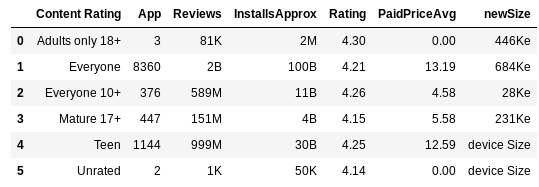 Content Rating App Reviews InstallsApprox Rating PaidPriceAvg newSize
0 Adults only 18+ 3 81K 2M 4.30 0.00 446Ke
1 Everyone 8360 2B 100B 4.21 13.19 684Ke
2 Everyone 10+ 376 589M 11B 4.26 4.58 28Ke
3 Mature 17+ 447 151M 4B 4.15 5.58 231Ke
4 Teen 1144 999M 30B 4.25 12.59 device Size
5 Unrated 2 1K 50K 4.14 0.00 device Size